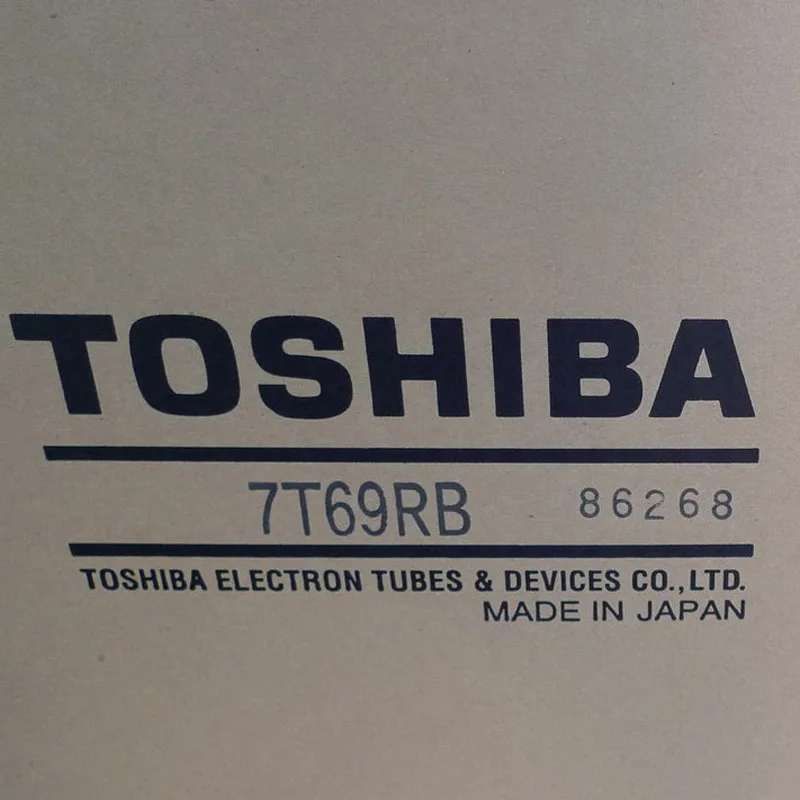 TOSHIBA
7T69RB 86268
TOSHIBA ELECTRON TUBES & DEVICES CO.,LTD.
MADE IN JAPAN